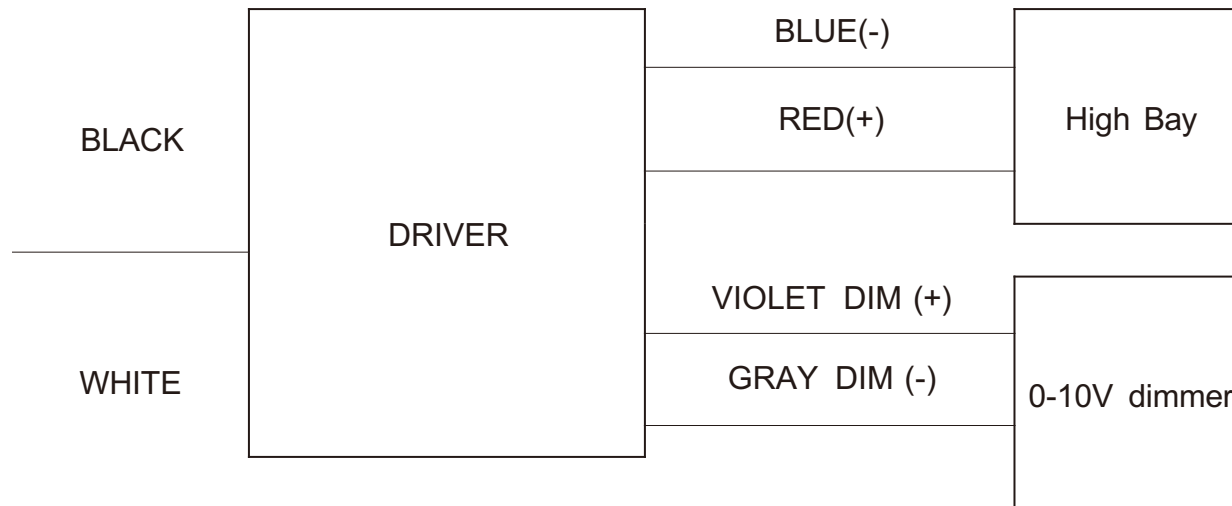 BLUE(-)
RED(+)
High Bay
BLACK
DRIVER
VIOLET DIM (+)
GRAY DIM (-)
WHITE
0-10V dimmer